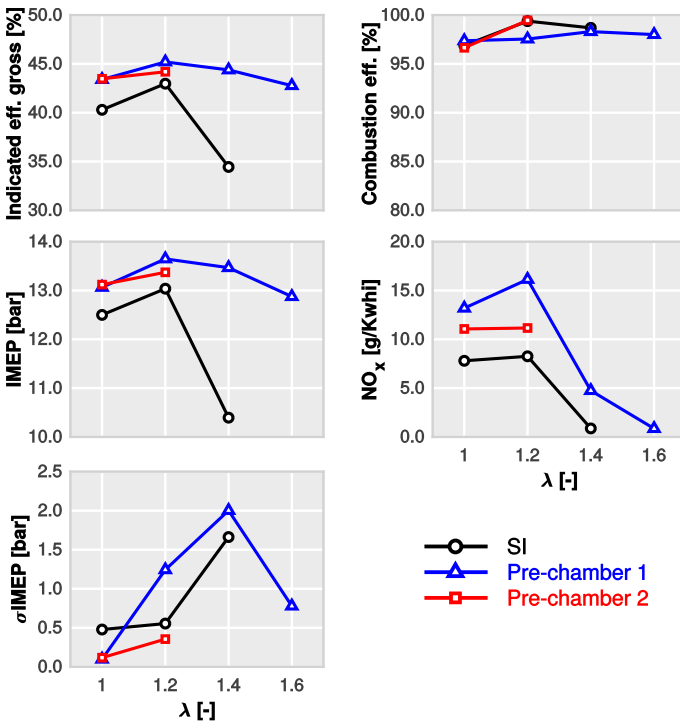 Indicated eff. gross [%]
50.0
45.0
40.0
35.0
30.0
Combustion eff. [%]
100.0
95.0
90.0
85.0
80.0
IMEP [bar]
14.0
13.0
12.0
11.0
10.0
NOx [g/Kwhi]
20.0
15.0
10.0
5.0
0.0
1 1.2 1.4 1.6
λ [-]
σIMEP [bar]
2.5
2.0
1.5
1.0
0.5
0.0
1 1.2 1.4 1.6
λ [-]
SI
Pre-chamber 1
Pre-chamber 2